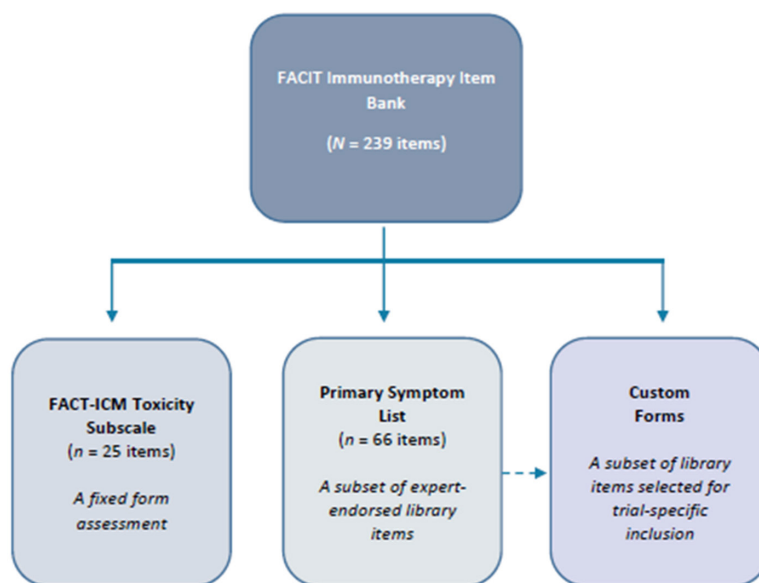 FACIT Immunotherapy Item
Bank
(N = 239 items)
FACT-ICM Toxicity
Subscale
(n = 25 items)
A fixed form
assessment
Primary Symptom
List
(n = 66 items)
A subset of expert-
endorsed library
items
Custom
Forms
A subset of library
items selected for
trial-specific
inclusion